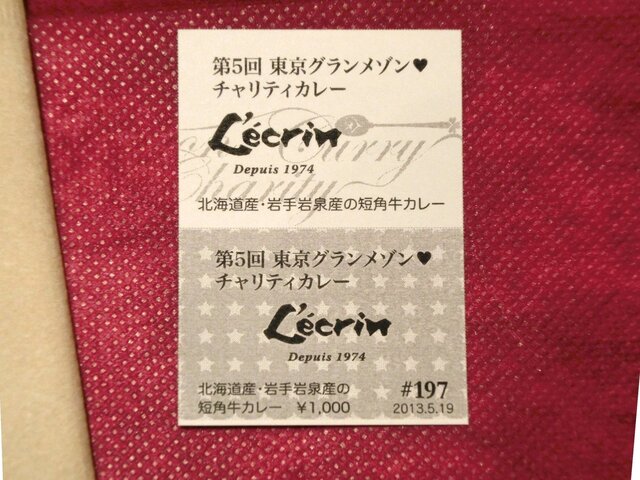 第5回 東京グランメゾン♥
チャリティカレー
L'écrin
Depuis 1974
Curry
Charity
北海道産・岩手岩泉産の短角牛カレー
第5回 東京グランメゾン♥
チャリティカレー
L'écrin
Depuis 1974
北海道産・岩手岩泉産の
短角牛カレー ¥1,000
#197
2013.5.19